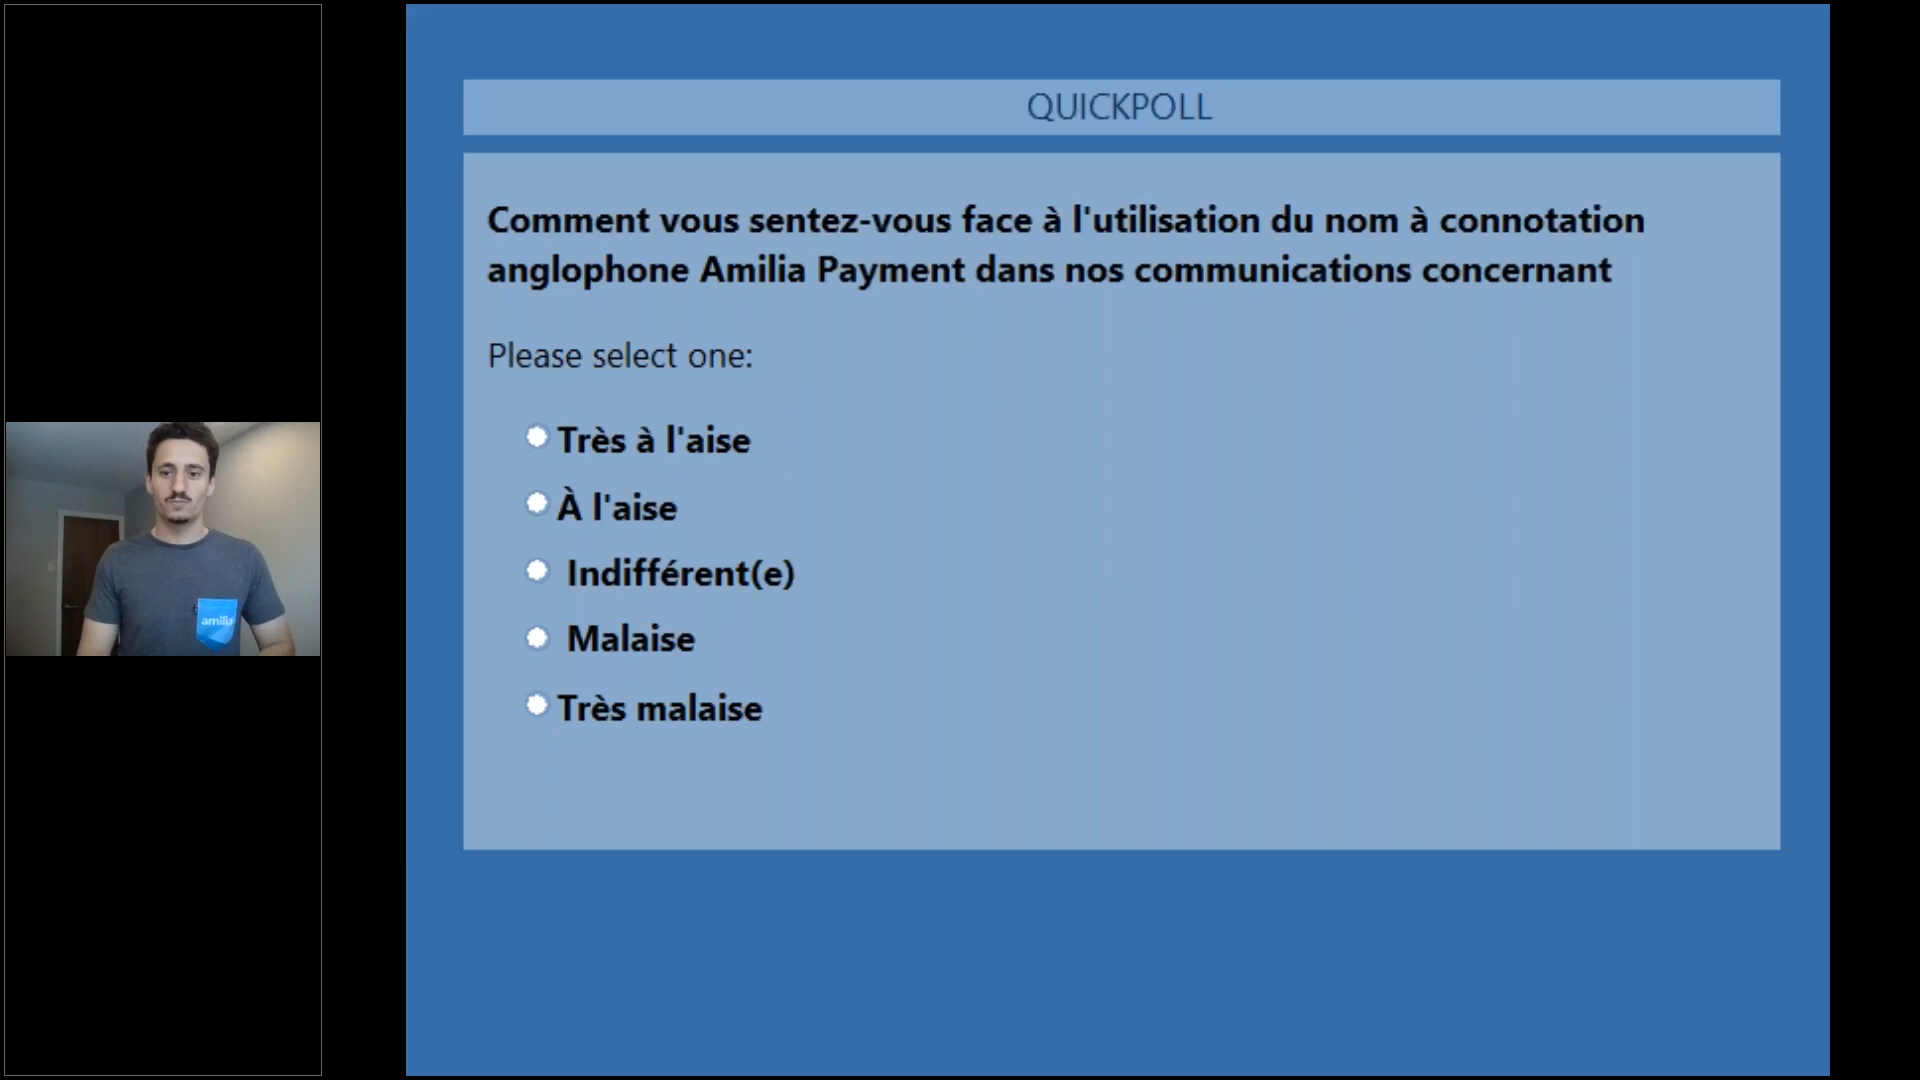 QUICKPOLL
Comment vous sentez-vous face à l'utilisation du nom à connotation
anglophone Amilia Payment dans nos communications concernant
Please select one:
Très à l'aise
À l'aise
Indifférent(e)
Malaise
Très malaise
amilia